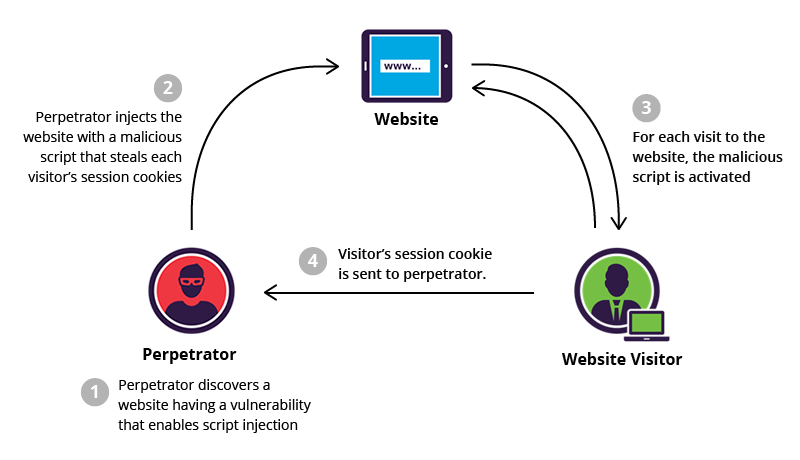 www...
Website
2
Perpetrator injects the
website with a malicious
script that steals each
visitor’s session cookies
3
For each visit to the
website, the malicious
script is activated
4
Visitor’s session cookie
is sent to perpetrator.
Perpetrator
Website Visitor
1
Perpetrator discovers a
website having a vulnerability
that enables script injection